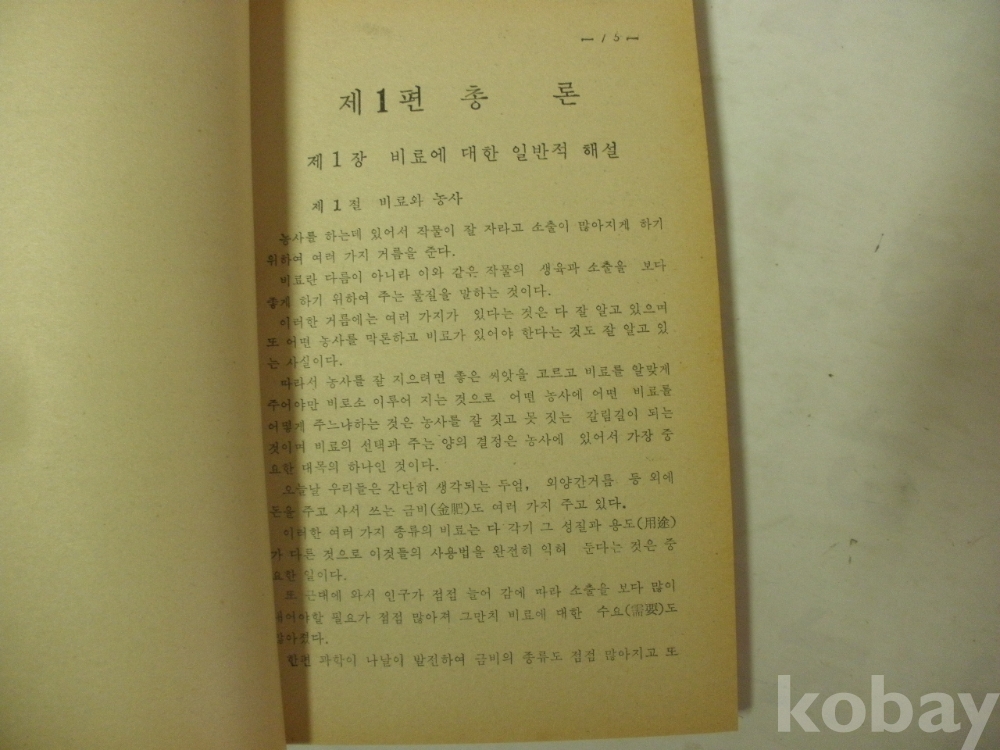 — 15 —
제1편 총 론
제1장 비료에 대한 일반적 해설
제1절 비료와 농사
농사를 하는데 있어서 작물이 잘 자라고 소출이 많아지게 하기
위하여 여러 가지 거름을 준다.
비료란 다름이 아니라 이와 같은 작물의 생육과 소출을 보다
좋게 하기 위하여 주는 물질을 말하는 것이다.
이러한 거름에는 여러 가지가 있다는 것은 다 잘 알고 있으며
또 어떤 농사를 막론하고 비료가 있어야 한다는 것도 잘 알고 있
는 사실이다.
따라서 농사를 잘 지으려면 좋은 씨앗을 고르고 비료를 알맞게
주어야만 비로소 이루어 지는 것으로 어떤 농사에 어떤 비료를
어떻게 주느냐하는 것은 농사를 잘 짓고 못 짓는 갈림길이 되는
것이며 비료의 선택과 주는 양의 결정은 농사에 있어서 가장 중
요한 대목의 하나인 것이다.
오늘날 우리들은 간단히 생각되는 두엄, 외양간거름 등 외에
돈을 주고 사서 쓰는 금비(金肥)도 여러 가지 주고 있다.
이러한 여러 가지 종류의 비료는 다 각기 그 성질과 용도(用途)
가 다른 것으로 이것들의 사용법을 완전히 익혀 둔다는 것은 중
요한 일이다.
또 근대에 와서 인구가 점점 늘어 감에 따라 소출을 보다 많이
필요가 점점 많아져 그만치 비료에 대한 수요(需要)도
많아졌다.
한편 과학이 나날이 발전하여 금비의 종류도 점점 많아지고 또
kobay